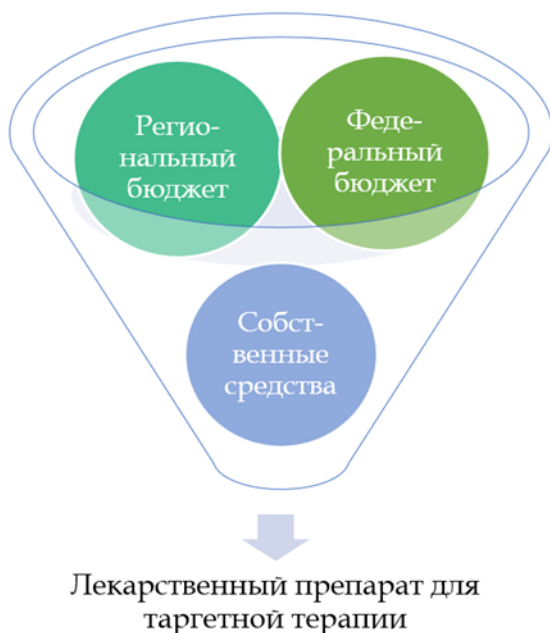 Регио-
нальный
бюджет
Феде-
ральный
бюджет
Собст-
венные
средства
Лекарственный препарат для
таргетной терапии